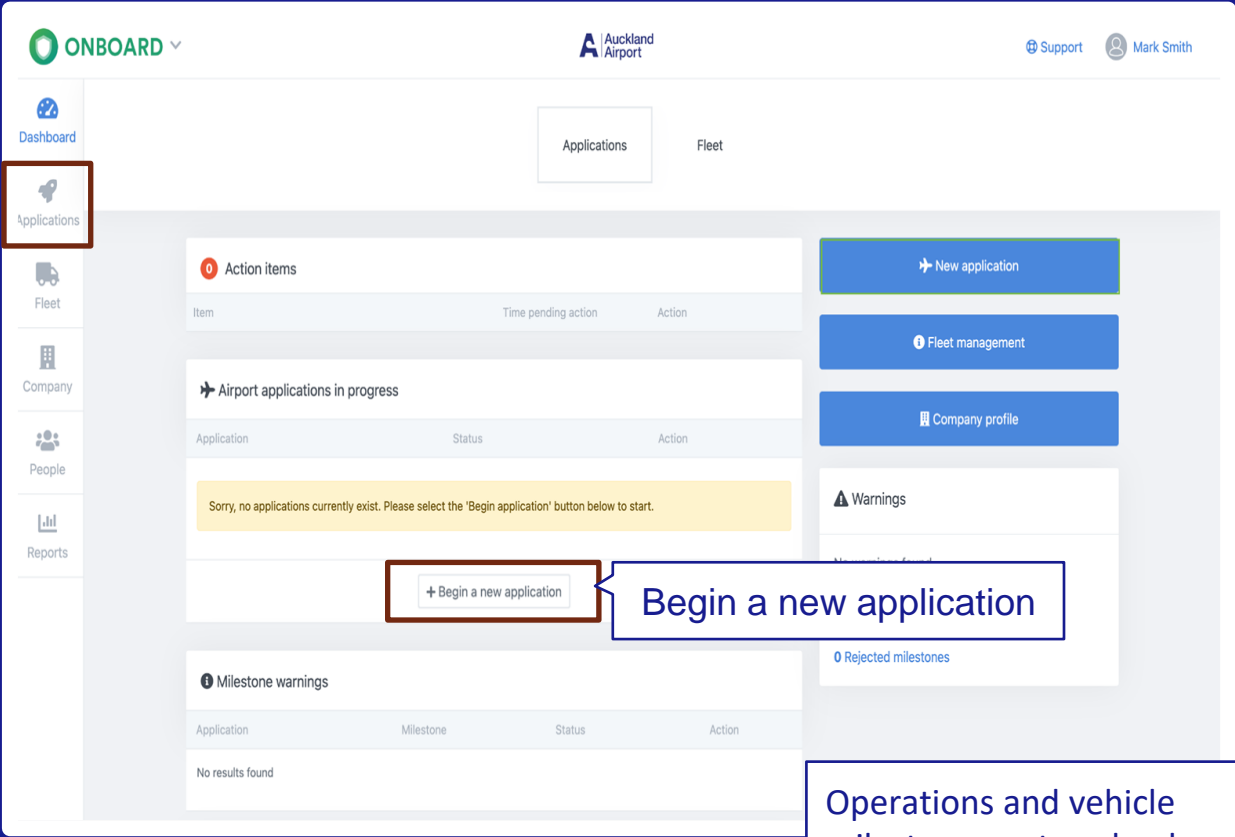 ONBOARD
Auckland
Airport
Support
Mark Smith
Dashboard
Applications
Fleet
Company
People
Reports
Applications Fleet
0 Action items
Item Time pending action Action
Airport applications in progress
Application Status Action
Sorry, no applications currently exist. Please select the 'Begin application' button below to start.
+ Begin a new application
Milestone warnings
Application Milestone Status Action
No results found
New application
Fleet management
Company profile
Warnings
Begin a new application
0 Rejected milestones
Operations and vehicle